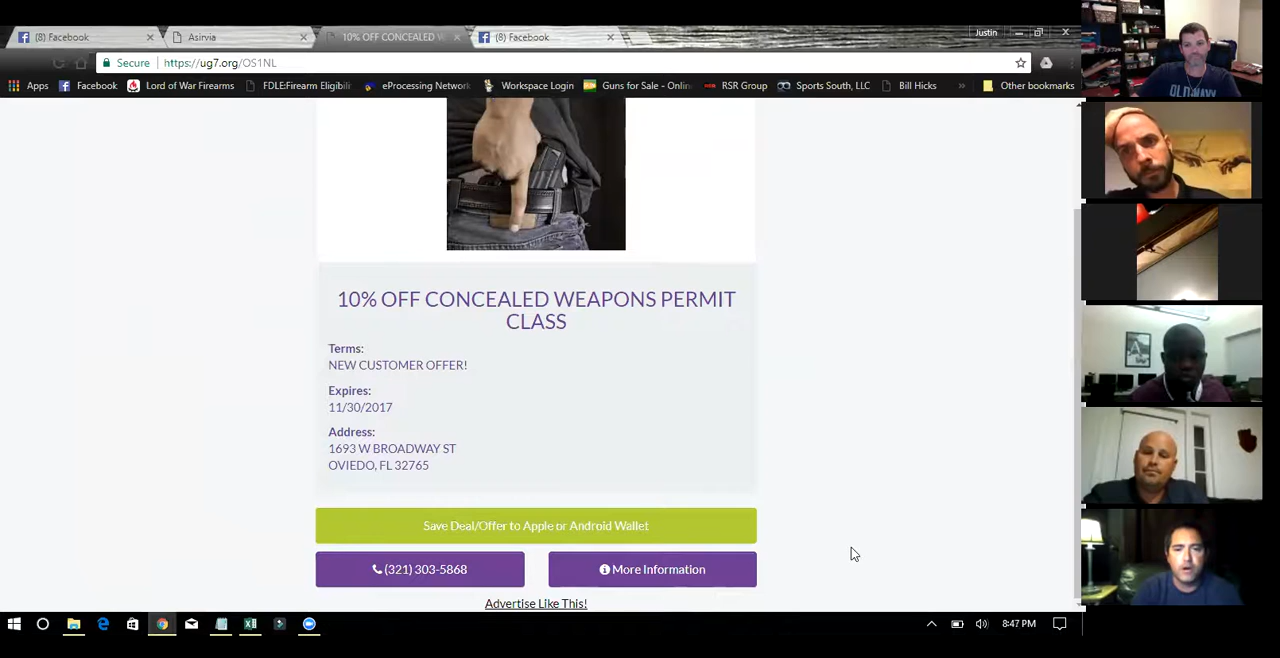 (8) Facebook
Asirvia
10% OFF CONCEALED W
(8) Facebook
Justin
Secure
https://ug7.org/OS1NL
Apps
Facebook
Lord of War Firearms
FDLE:Firearm Eligibili
eProcessing Network
Workspace Login
Guns for Sale - Onlin
RSR Group
Sports South, LLC
Bill Hicks
»
Other bookmarks
OLD NAVY
10% OFF CONCEALED WEAPONS PERMIT
CLASS
Terms:
NEW CUSTOMER OFFER!
Expires:
11/30/2017
Address:
1693 W BROADWAY ST
OVIEDO, FL 32765
Save Deal/Offer to Apple or Android Wallet
(321) 303-5868
More Information
Advertise Like This!
8:47 PM